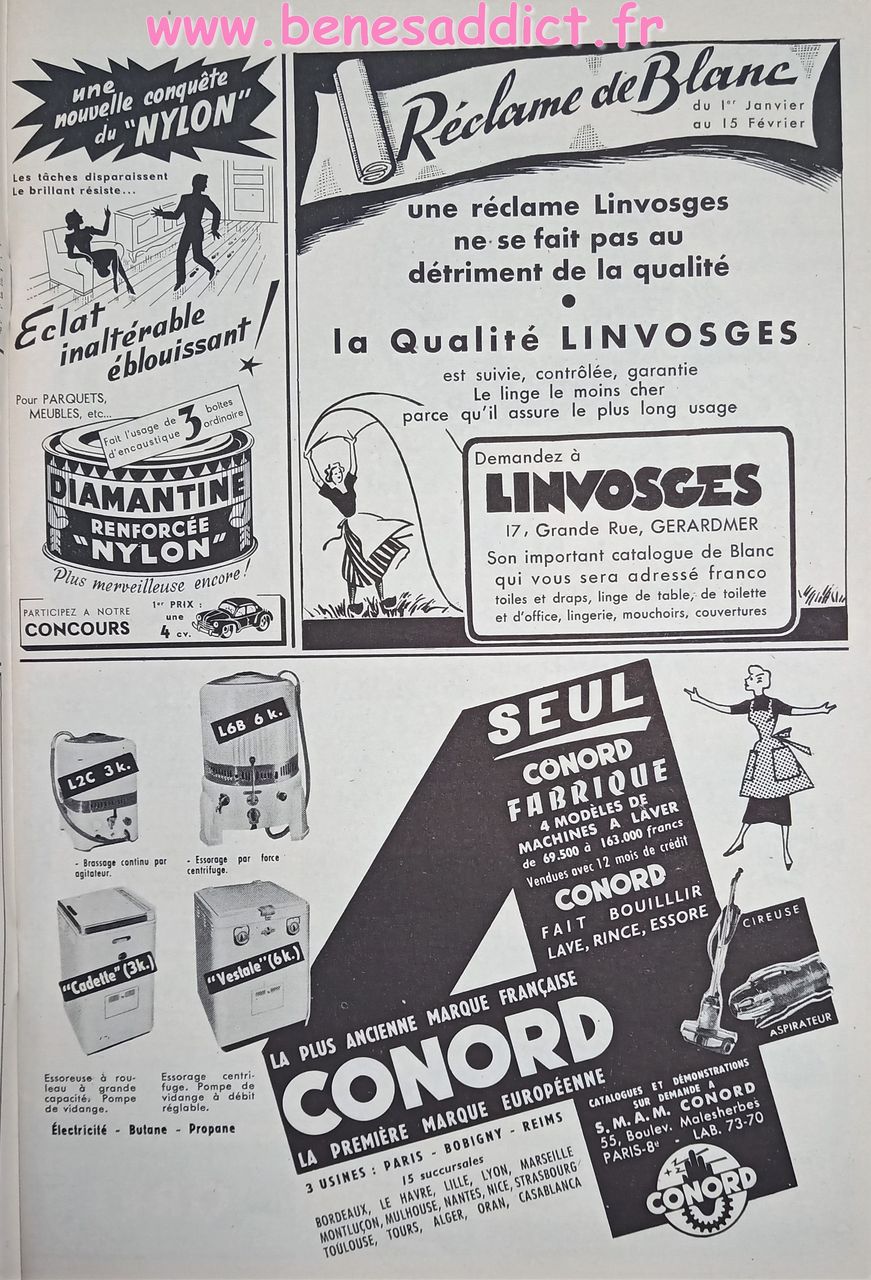 www.benesaddict.fr
une
nouvelle conquête
du "NYLON"
Les tâches disparaissent
Le brillant résiste...
Eclat
inaltérable
éblouissant !
Pour PARQUETS,
MEUBLES, etc...
Fait l'usage de 3 boîtes
d'encaustique ordinaire
DIAMANTINE
RENFORCÉE
"NYLON"
Plus merveilleuse encore !
PARTICIPEZ A NOTRE
CONCOURS
1er PRIX :
une
4 cv.
Réclame de Blanc
du 1er Janvier
au 15 Février
une réclame Linvosges
ne se fait pas au
détriment de la qualité
la Qualité LINVOSGES
est suivie, contrôlée, garantie
Le linge le moins cher
parce qu'il assure le plus long usage
Demandez à
LINVOSGES
17, Grande Rue, GERARDMER
Son important catalogue de Blanc
qui vous sera adressé franco
toiles et draps, linge de table, de toilette
et d'office, lingerie, mouchoirs, couvertures
L2C 3 k.
- Brassage continu par
agitateur.
L6B 6 k.
- Essorage par force
centrifuge.
"Cadette" (3k.)
Essoreuse à rou-
leau à grande
capacité, Pompe
de vidange.
"Vestale" (6k.)
Essorage centri-
fuge. Pompe de
vidange à débit
réglable.
Électricité - Butane - Propane
SEUL
CONORD
FABRIQUE
4 MODÈLES DE
MACHINES A LAVER
de 69.500 à 163.000 francs
Vendues avec 12 mois de crédit
CONORD
FAIT BOUILLLIR
LAVE, RINCE, ESSORE
CIREUSE
ASPIRATEUR
LA PLUS ANCIENNE MARQUE FRANÇAISE
CONORD
LA PREMIÈRE MARQUE EUROPÉENNE
3 USINES : PARIS - BOBIGNY - REIMS
15 succursales
BORDEAUX, LE HAVRE, LILLE, LYON, MARSEILLE
MONTLUÇON, MULHOUSE, NANTES, NICE, STRASBOURG
TOULOUSE, TOURS, ALGER, ORAN, CASABLANCA
CATALOGUES ET DÉMONSTRATIONS
SUR DEMANDE A
S.M.A.M. CONORD
55, Boulev. Malesherbes
PARIS-8e - LAB. 73-70
CONORD